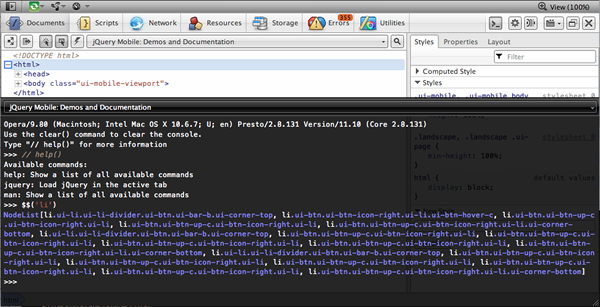 View (100%)
Documents Scripts Network Resources Storage Errors 355 Utilities
jQuery Mobile: Demos and Documentation
Styles Properties Layout
Filter
<!DOCTYPE html>
<html>
<head>
<body class="ui-mobile-viewport">
Computed Style
Styles
.ui-mobile, .ui-mobile stylesheet 0
jQuery Mobile: Demos and Documentation
Opera/9.80 (Macintosh; Intel Mac OS X 10.6.7; U; en) Presto/2.8.131 Version/11.10 (Core 2.8.131)
Use the clear() command to clear the console.
Type "// help()" for more information
>>> // help()
Available commands:
help: Show a list of all available commands
jquery: Load jQuery in the active tab
man: Show a list of all available commands
>>> $$('li')
.landscape, .landscape .ui-page { stylesheet 0
min-height: 100%;
}
html { default values
display: block;
}
NodeList[li.ui-li.ui-li-divider.ui-btn.ui-bar-b.ui-corner-top, li.ui-btn.ui-btn-icon-right.ui-li.ui-btn-hover-c, li.ui-btn.ui-btn-up-c
.ui-btn-icon-right.ui-li, li.ui-btn.ui-btn-up-c.ui-btn-icon-right.ui-li, li.ui-btn.ui-btn-up-c.ui-btn-icon-right.ui-li.ui-corner-
bottom, li.ui-li.ui-li-divider.ui-btn.ui-bar-b.ui-corner-top, li.ui-btn.ui-btn-up-c.ui-btn-icon-right.ui-li, li.ui-btn.ui-btn-up-c.ui-
btn-icon-right.ui-li, li.ui-btn.ui-btn-up-c.ui-btn-icon-right.ui-li, li.ui-btn.ui-btn-up-c.ui-btn-icon-right.ui-li, li.ui-btn.ui-btn-
up-c.ui-btn-icon-right.ui-li.ui-corner-bottom, li.ui-li.ui-li-divider.ui-btn.ui-bar-b.ui-corner-top, li.ui-btn.ui-btn-up-c.ui-btn-icon-
right.ui-li, li.ui-btn.ui-btn-up-c.ui-btn-icon-right.ui-li, li.ui-btn.ui-btn-up-c.ui-btn-icon-right.ui-li, li.ui-btn.ui-btn-up-c.ui-
btn-icon-right.ui-li, li.ui-btn.ui-btn-up-c.ui-btn-icon-right.ui-li, li.ui-btn.ui-btn-up-c.ui-btn-icon-right.ui-li.ui-corner-bottom]
>>>
html